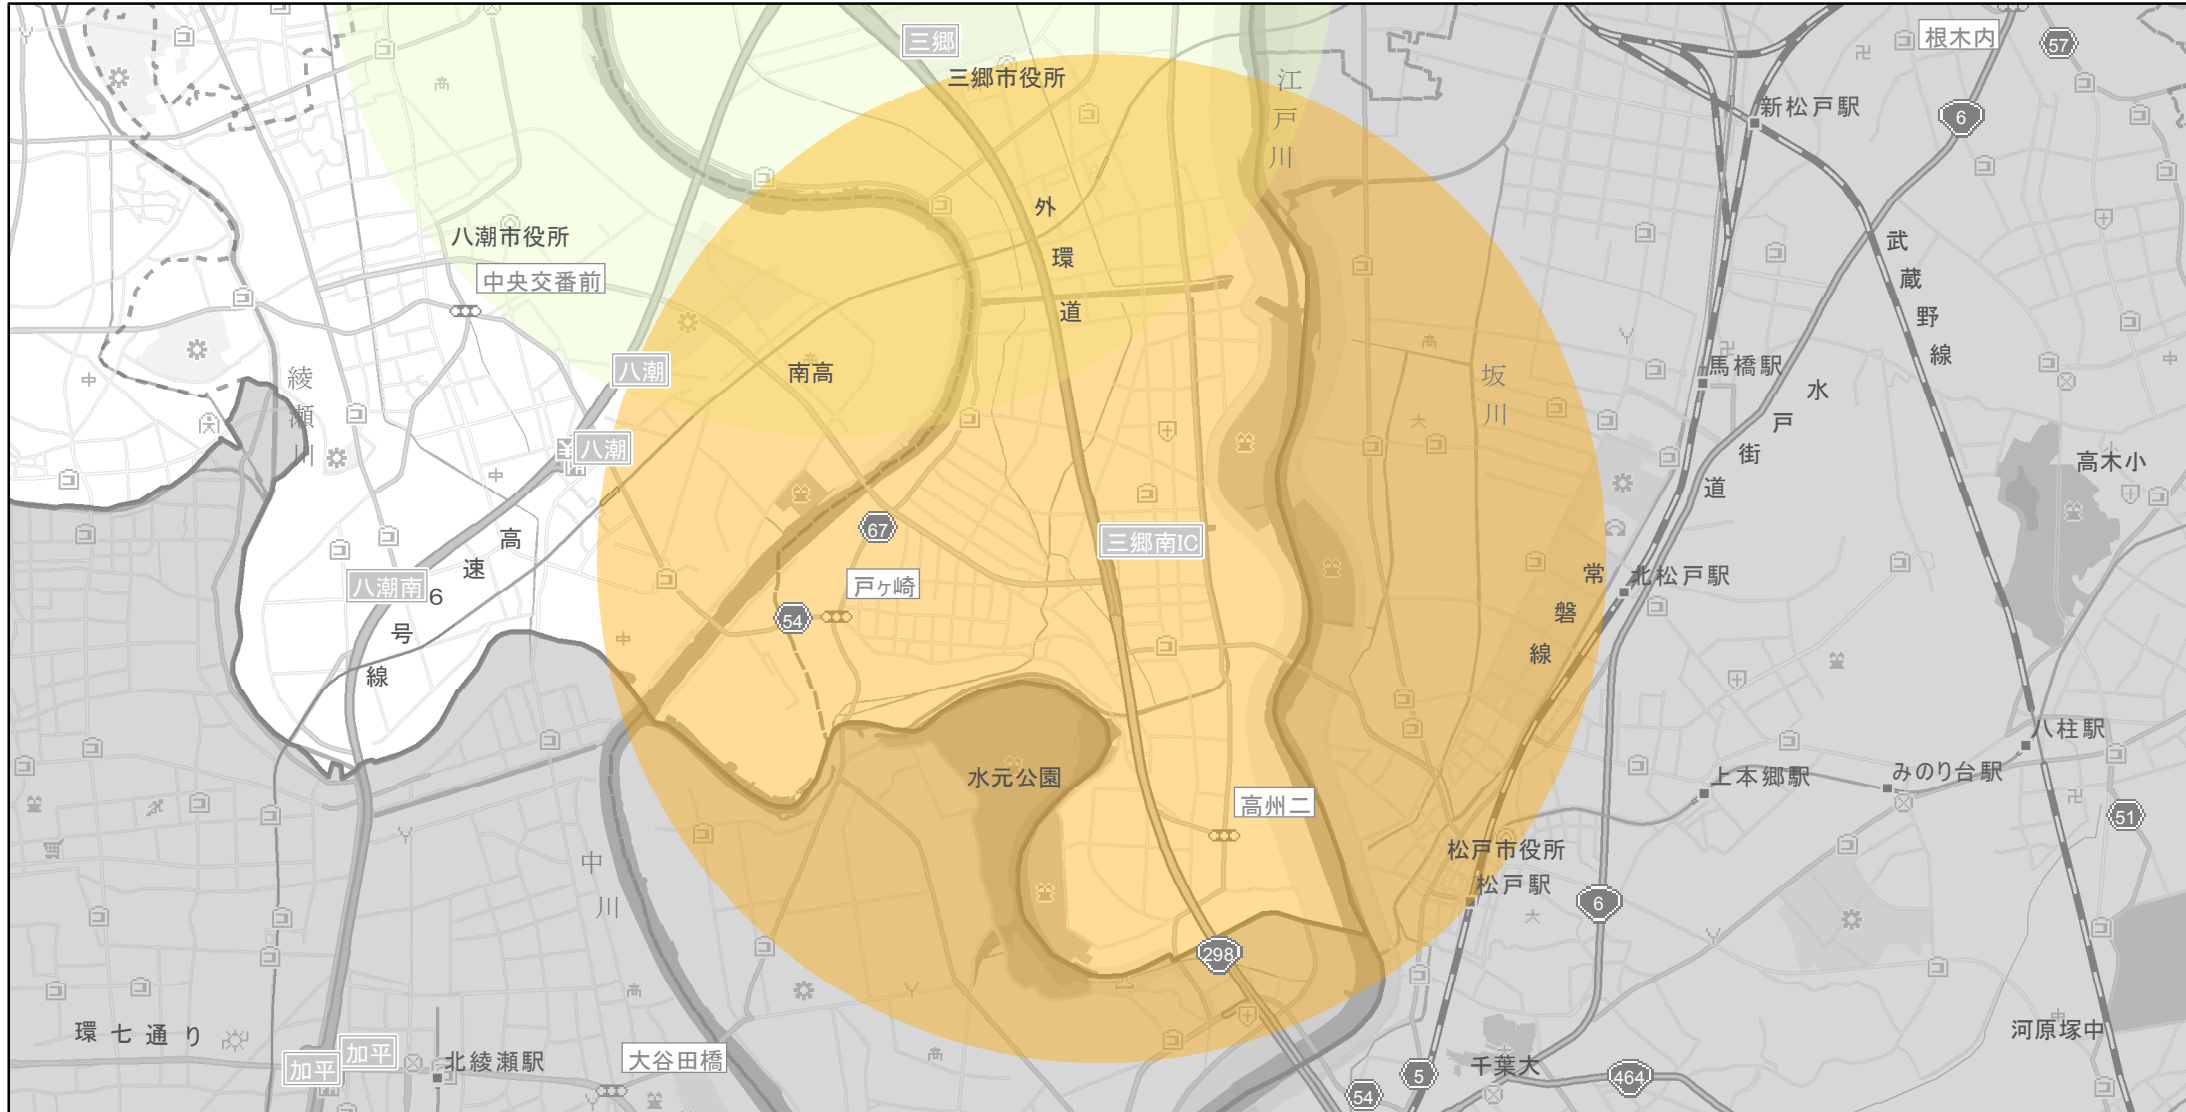 三郷
根木内
57
三郷市役所
江戸川
新松戸駅
6
外環道
八潮市役所
中央交番前
武蔵野線
八潮
南高
綾瀬川
坂川
馬橋駅
水戸街道
八潮
高木小
67
三郷南IC
高速6号線
八潮南
戸ヶ崎
常磐線
北松戸駅
54
八柱駅
水元公園
上本郷駅
みのり台駅
高州二
51
松戸市役所
松戸駅
中川
6
298
環七通り
加平
加平
北綾瀬駅
大谷田橋
河原塚中
千葉大
5
464
54